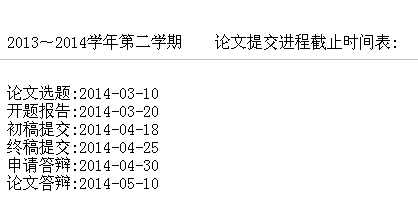 2013～2014学年第二学期　　论文提交进程截止时间表:
论文选题:2014-03-10
开题报告:2014-03-20
初稿提交:2014-04-18
终稿提交:2014-04-25
申请答辩:2014-04-30
论文答辩:2014-05-10